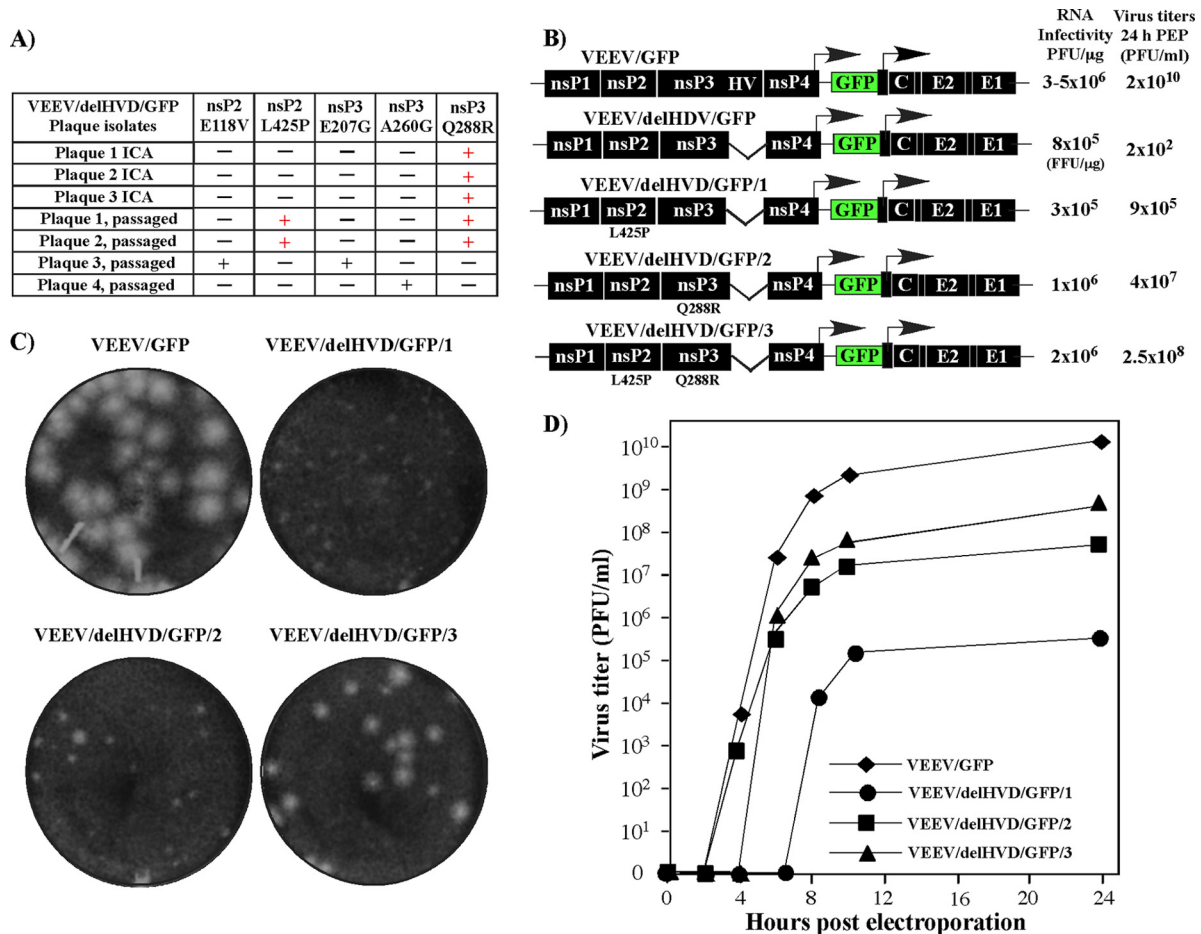 A)
VEEV/delHVD/GFP Plaque isolates | nsP2 E118V | nsP2 L425P | nsP3 E207G | nsP3 A260G | nsP3 Q288R
Plaque 1 ICA | — | — | — | — | +
Plaque 2 ICA | — | — | — | — | +
Plaque 3 ICA | — | — | — | — | +
Plaque 1, passaged | — | + | — | — | +
Plaque 2, passaged | — | + | — | — | +
Plaque 3, passaged | + | — | + | — | —
Plaque 4, passaged | — | — | — | + | —
B)
RNA Infectivity PFU/µg
Virus titers 24 h PEP (PFU/ml)
VEEV/GFP
nsP1 nsP2 nsP3 HV nsP4 GFP C E2 E1 3-5x10⁶ 2x10¹⁰
VEEV/delHDV/GFP
nsP1 nsP2 nsP3 nsP4 GFP C E2 E1 8x10⁵ 2x10²
(FFU/µg)
VEEV/delHVD/GFP/1
nsP1 nsP2 nsP3 nsP4 GFP C E2 E1 3x10⁵ 9x10⁵
L425P
VEEV/delHVD/GFP/2
nsP1 nsP2 nsP3 nsP4 GFP C E2 E1 1x10⁶ 4x10⁷
Q288R
VEEV/delHVD/GFP/3
nsP1 nsP2 nsP3 nsP4 GFP C E2 E1 2x10⁶ 2.5x10⁸
L425P Q288R
C)
VEEV/GFP
VEEV/delHVD/GFP/1
VEEV/delHVD/GFP/2
VEEV/delHVD/GFP/3
D)
Virus titer (PFU/ml)
10¹⁰
10⁹
10⁸
10⁷
10⁶
10⁵
10⁴
10³
10²
10¹
0
VEEV/GFP
VEEV/delHVD/GFP/1
VEEV/delHVD/GFP/2
VEEV/delHVD/GFP/3
0 4 8 12 16 20 24
Hours post electroporation